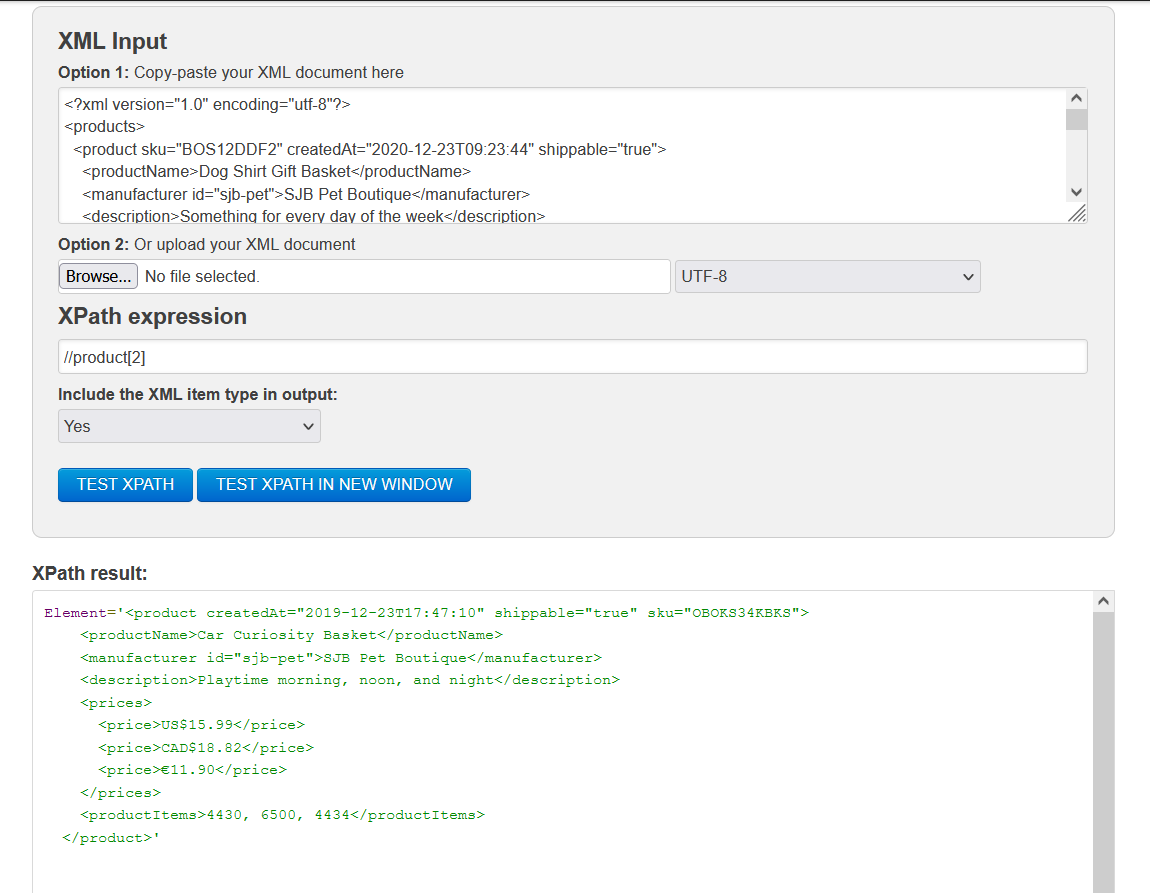 XML Input
Option 1: Copy-paste your XML document here
<?xml version="1.0" encoding="utf-8"?>
<products>
<product sku="BOS12DDF2" createdAt="2020-12-23T09:23:44" shippable="true">
<productName>Dog Shirt Gift Basket</productName>
<manufacturer id="sjb-pet">SJB Pet Boutique</manufacturer>
<description>Something for every day of the week</description>
Option 2: Or upload your XML document
Browse... No file selected. UTF-8
XPath expression
//product[2]
Include the XML item type in output:
Yes
TEST XPATH TEST XPATH IN NEW WINDOW
XPath result:
Element='<product createdAt="2019-12-23T17:47:10" shippable="true" sku="OBOKS34KBKS">
<productName>Car Curiosity Basket</productName>
<manufacturer id="sjb-pet">SJB Pet Boutique</manufacturer>
<description>Playtime morning, noon, and night</description>
<prices>
<price>US$15.99</price>
<price>CAD$18.82</price>
<price>€11.90</price>
</prices>
<productItems>4430, 6500, 4434</productItems>
</product>'